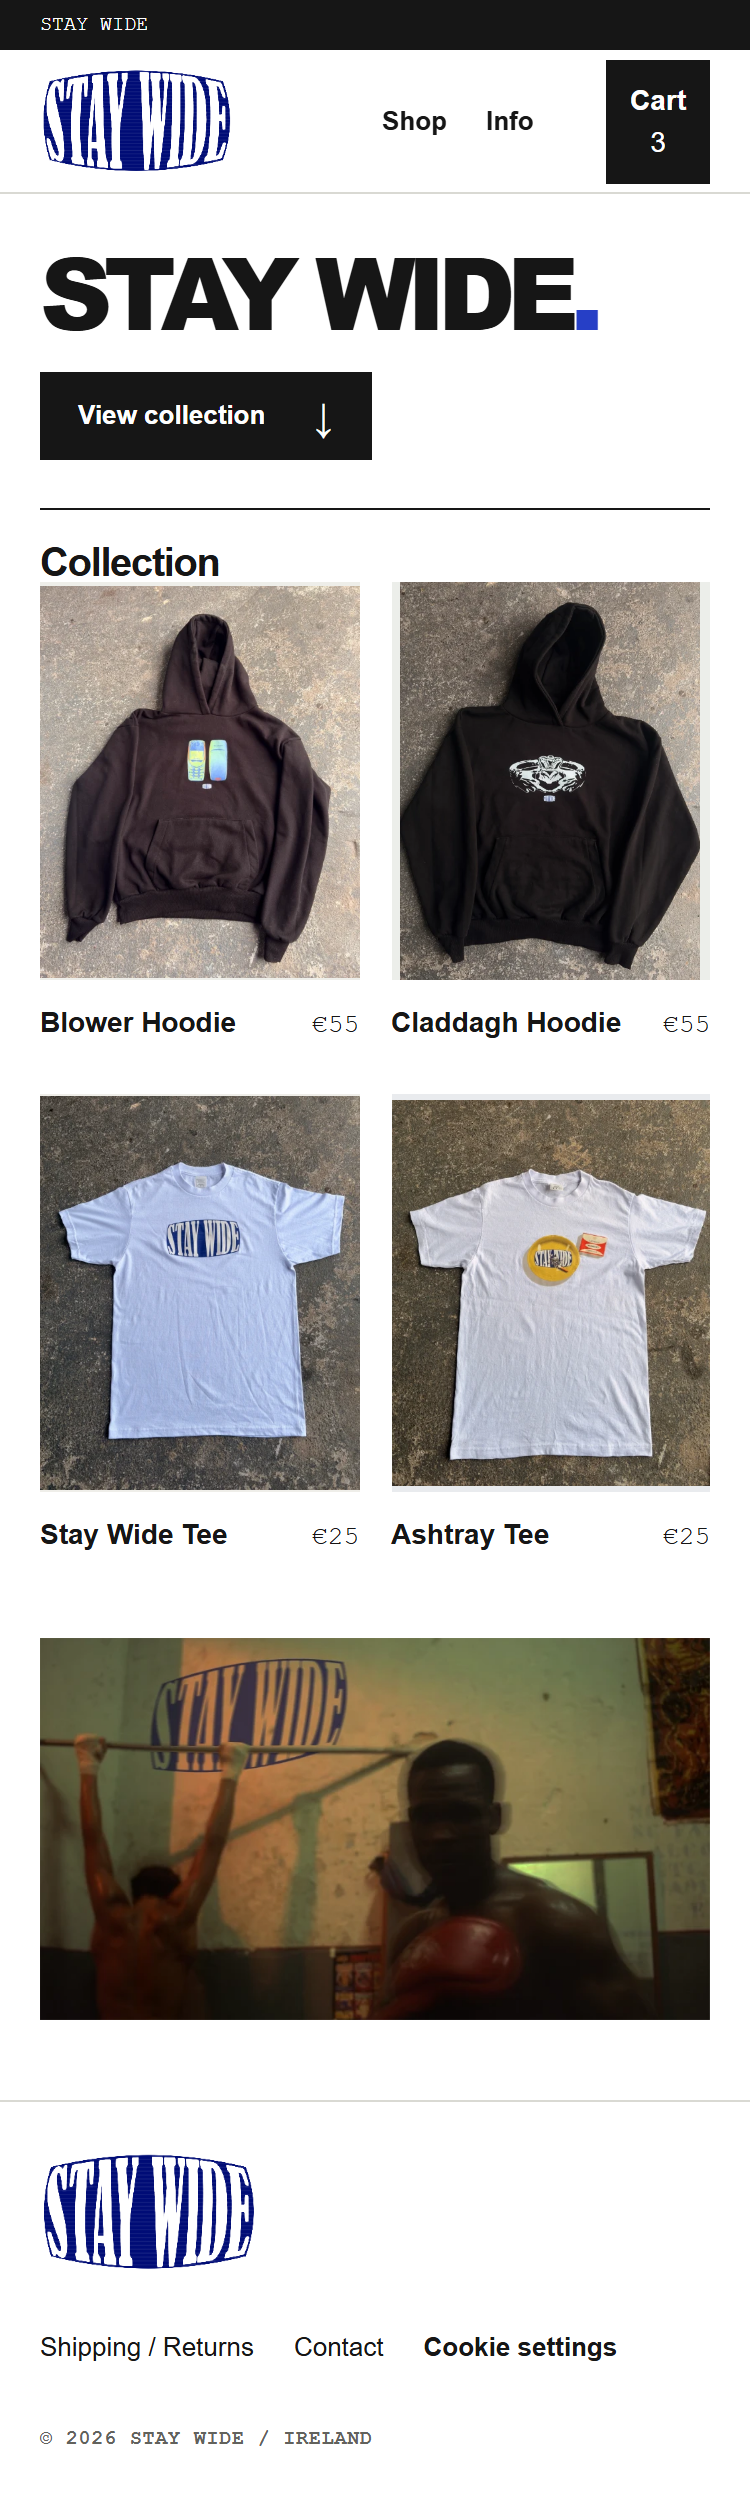 STAY WIDE
STAY WIDE
Shop Info
Cart
3
STAY WIDE.
View collection ↓
Collection
Blower Hoodie €55
Claddagh Hoodie €55
STAY WIDE
STAY WIDE
Stay Wide Tee €25
Ashtray Tee €25
STAY WIDE
STAY WIDE
Shipping / Returns Contact Cookie settings
© 2026 STAY WIDE / IRELAND